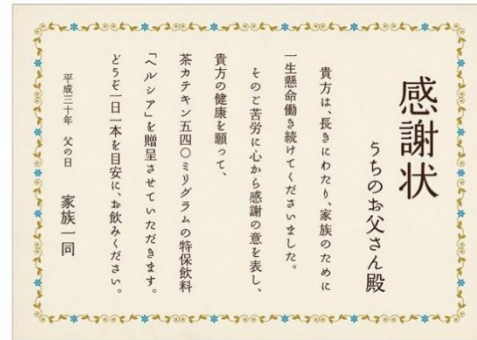 感謝状
うちのお父さん殿
貴方は、長きにわたり、家族のために
一生懸命働き続けてくださいました。
そのご苦労に心から感謝の意を表し、
貴方の健康を願って、
茶カテキン五四〇ミリグラムの特保飲料
「ヘルシア」を贈呈させていただきます。
どうぞ一日一本を目安に、お飲みください。
平成三十年 父の日
家族一同